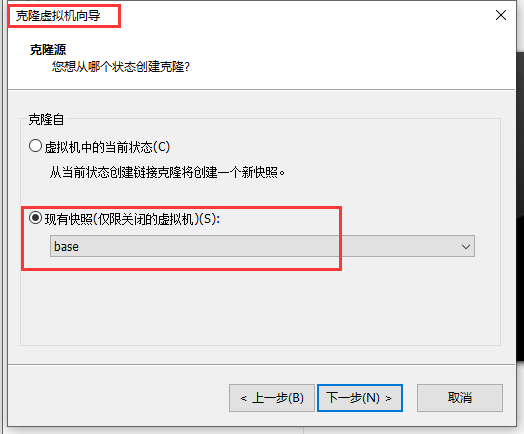 克隆虚拟机向导
克隆源
您想从哪个状态创建克隆?
克隆自
虚拟机中的当前状态(C)
从当前状态创建链接克隆将创建一个新快照。
现有快照(仅限关闭的虚拟机)(S):
base
< 上一步(B)
下一步(N) >
取消